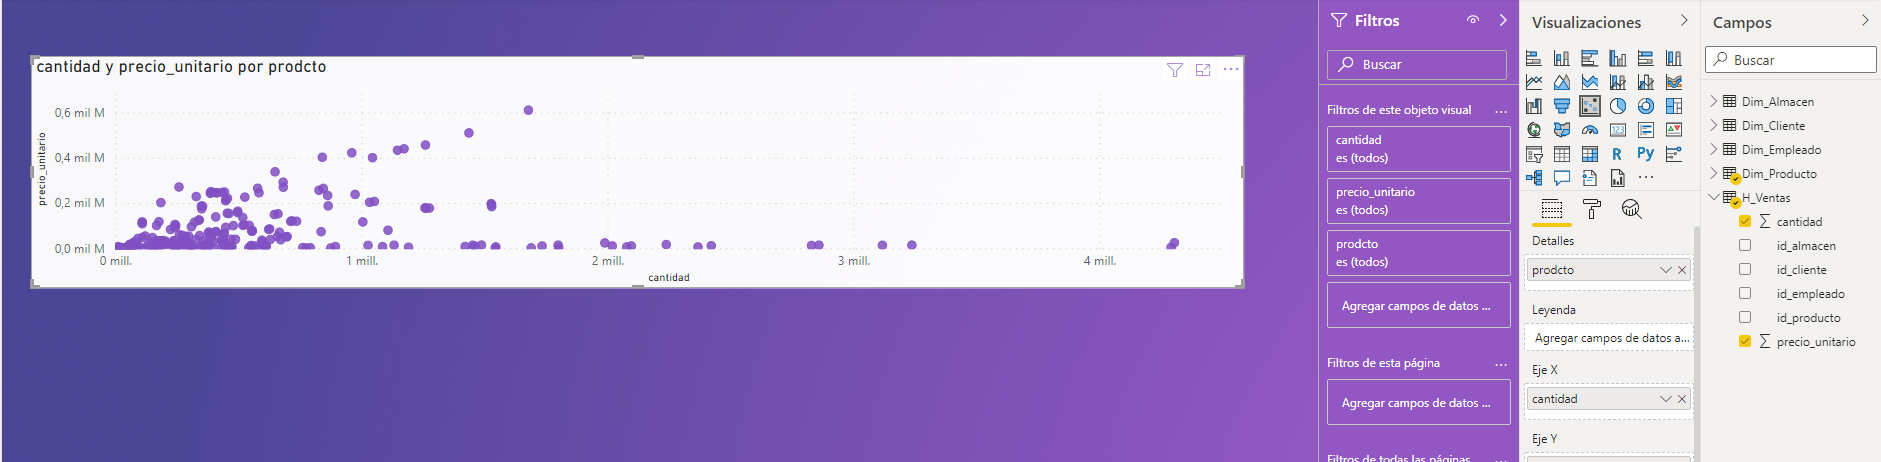 cantidad y precio_unitario por prodcto
precio_unitario
0,6 mil M
0,4 mil M
0,2 mil M
0,0 mil M
0 mill.
1 mill.
2 mill.
3 mill.
4 mill.
cantidad
Filtros
Buscar
Filtros de este objeto visual
cantidad
es (todos)
precio_unitario
es (todos)
prodcto
es (todos)
Agregar campos de datos ...
Filtros de esta página
Agregar campos de datos ...
Filtros de todas las páginas
Visualizaciones
123
R
Py
Detalles
prodcto
Leyenda
Agregar campos de datos a...
Eje X
cantidad
Eje Y
Campos
Buscar
Dim_Almacen
Dim_Cliente
Dim_Empleado
Dim_Producto
H_Ventas
cantidad
id_almacen
id_cliente
id_empleado
id_producto
precio_unitario